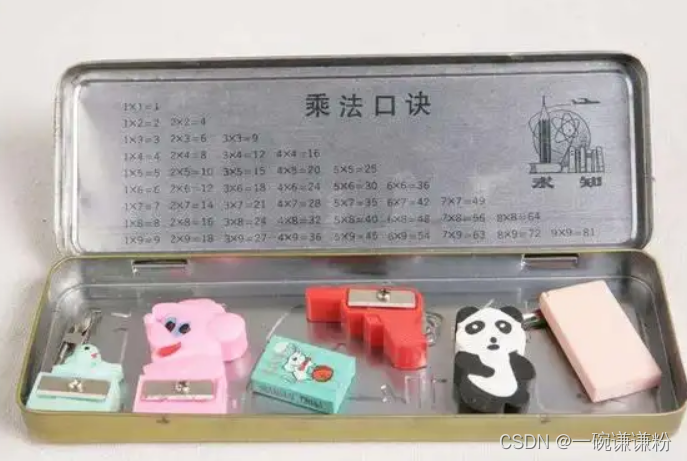 乘法口诀
1×1=1
1×2=2 2×2=4
1×3=3 2×3=6 3×3=9
1×4=4 2×4=8 3×4=12 4×4=16
1×5=5 2×5=10 3×5=15 4×5=20 5×5=25
1×6=6 2×6=12 3×6=18 4×6=24 5×6=30 6×6=36
1×7=7 2×7=14 3×7=21 4×7=28 5×7=35 6×7=42 7×7=49
1×8=8 2×8=16 3×8=24 4×8=32 5×8=40 6×8=48 7×8=56 8×8=64
1×9=9 2×9=18 3×9=27 4×9=36 5×9=45 6×9=54 7×9=63 8×9=72 9×9=81
求知
CSDN @一碗谦谦粉